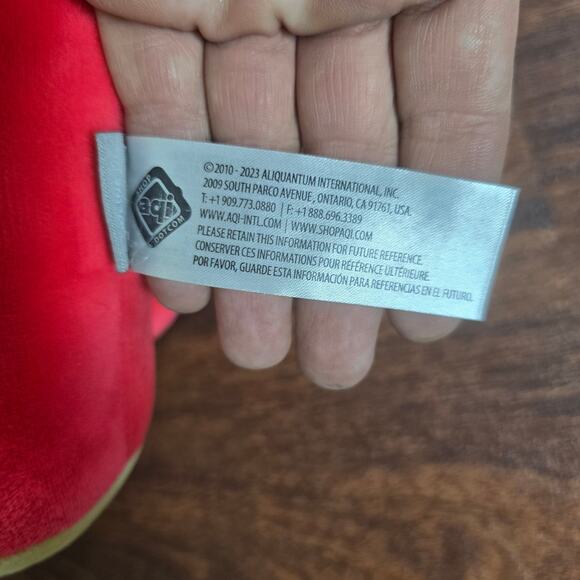 SHOP
aqi
DOTCOM
©2010 - 2023 ALIQUANTUM INTERNATIONAL, INC.
2009 SOUTH PARCO AVENUE, ONTARIO, CA 91761, USA.
T: +1 909.773.0880 | F: +1 888.696.3389
WWW.AQI-INTL.COM | WWW.SHOPAQI.COM
PLEASE RETAIN THIS INFORMATION FOR FUTURE REFERENCE.
CONSERVER CES INFORMATIONS POUR RÉFÉRENCE ULTÉRIEURE.
POR FAVOR, GUARDE ESTA INFORMACIÓN PARA REFERENCIAS EN EL FUTURO.